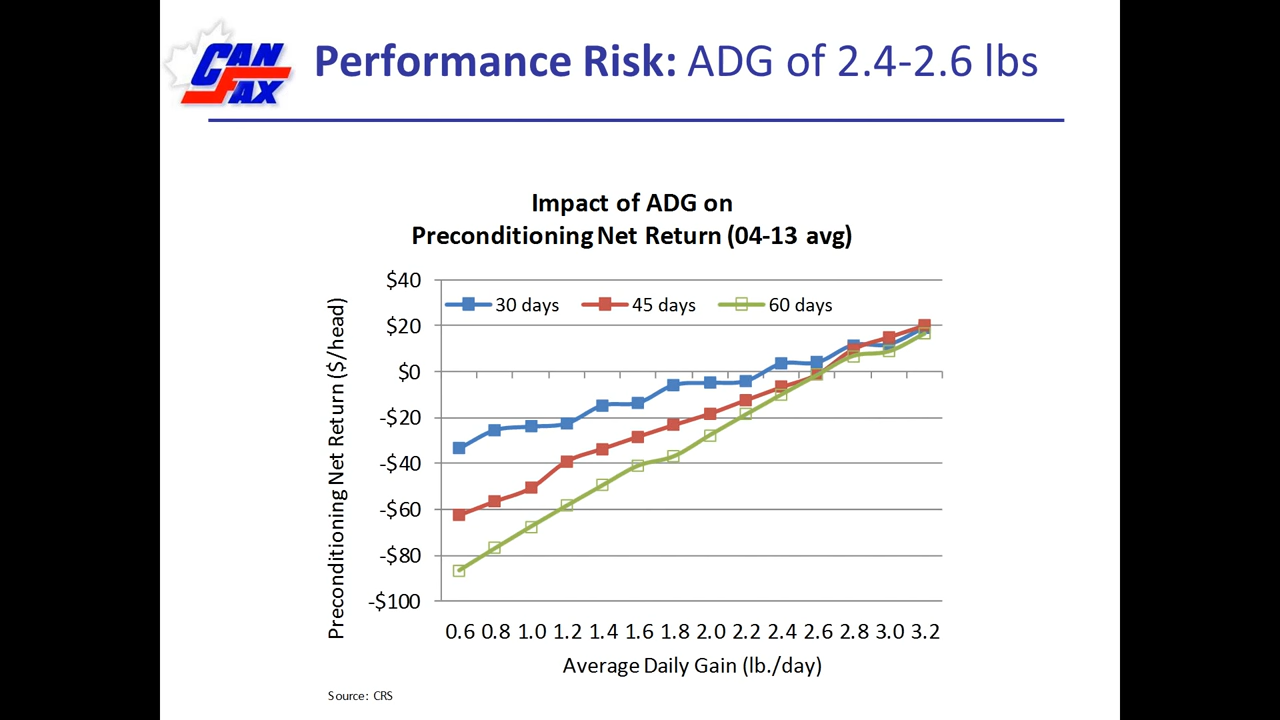 CAN
FAX
Performance Risk: ADG of 2.4-2.6 lbs
Impact of ADG on
Preconditioning Net Return (04-13 avg)
Preconditioning Net Return ($/head)
$40
$20
$0
-$20
-$40
-$60
-$80
-$100
30 days 45 days 60 days
0.6 0.8 1.0 1.2 1.4 1.6 1.8 2.0 2.2 2.4 2.6 2.8 3.0 3.2
Average Daily Gain (lb./day)
Source: CRS